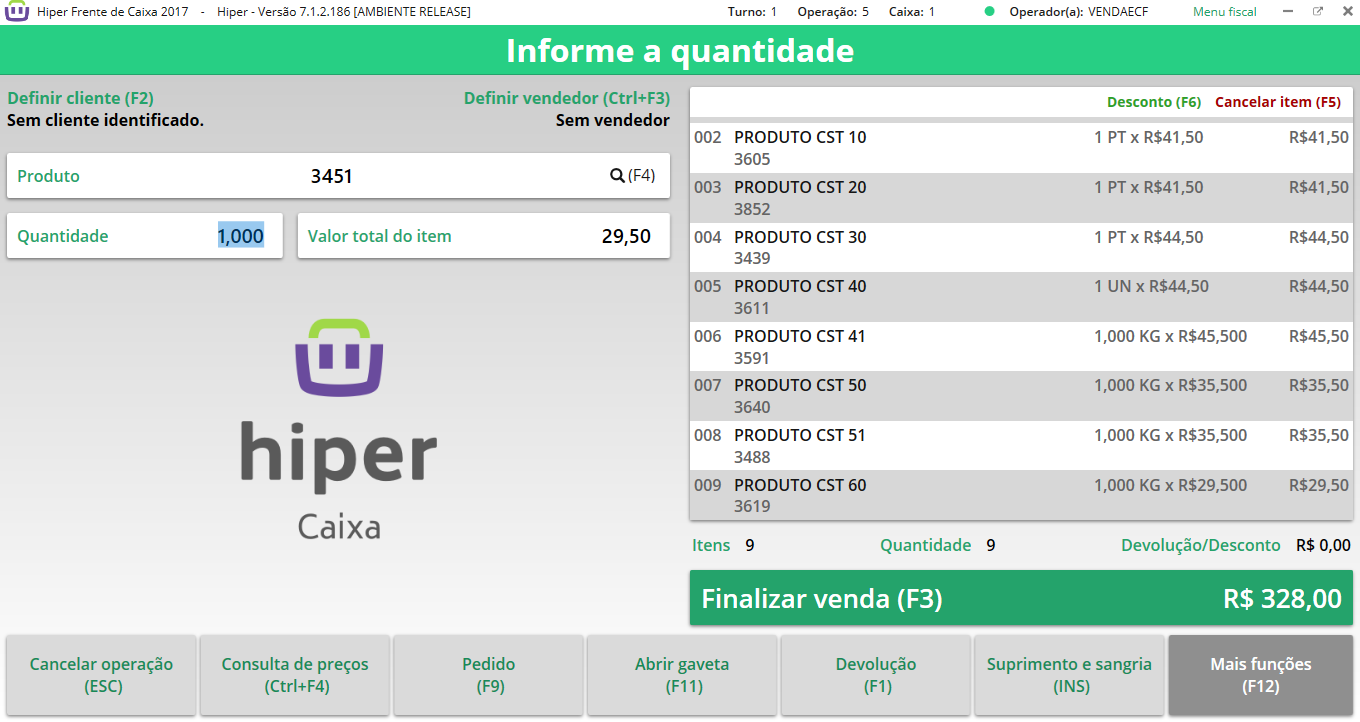 Hiper Frente de Caixa 2017 - Hiper - Versão 7.1.2.186 [AMBIENTE RELEASE] Turno: 1 Operação: 5 Caixa: 1 Operador(a): VENDAECF Menu fiscal
Informe a quantidade
Definir cliente (F2) Definir vendedor (Ctrl+F3)
Sem cliente identificado. Sem vendedor
Produto 3451 (F4)
Quantidade 1,000 Valor total do item 29,50
hiper
Caixa
Desconto (F6) Cancelar item (F5)
002 PRODUTO CST 10 1 PT x R$41,50 R$41,50
3605
003 PRODUTO CST 20 1 PT x R$41,50 R$41,50
3852
004 PRODUTO CST 30 1 PT x R$44,50 R$44,50
3439
005 PRODUTO CST 40 1 UN x R$44,50 R$44,50
3611
006 PRODUTO CST 41 1,000 KG x R$45,500 R$45,50
3591
007 PRODUTO CST 50 1,000 KG x R$35,500 R$35,50
3640
008 PRODUTO CST 51 1,000 KG x R$35,500 R$35,50
3488
009 PRODUTO CST 60 1,000 KG x R$29,500 R$29,50
3619
Itens 9 Quantidade 9 Devolução/Desconto R$ 0,00
Finalizar venda (F3) R$ 328,00
Cancelar operação
(ESC)
Consulta de preços
(Ctrl+F4)
Pedido
(F9)
Abrir gaveta
(F11)
Devolução
(F1)
Suprimento e sangria
(INS)
Mais funções
(F12)